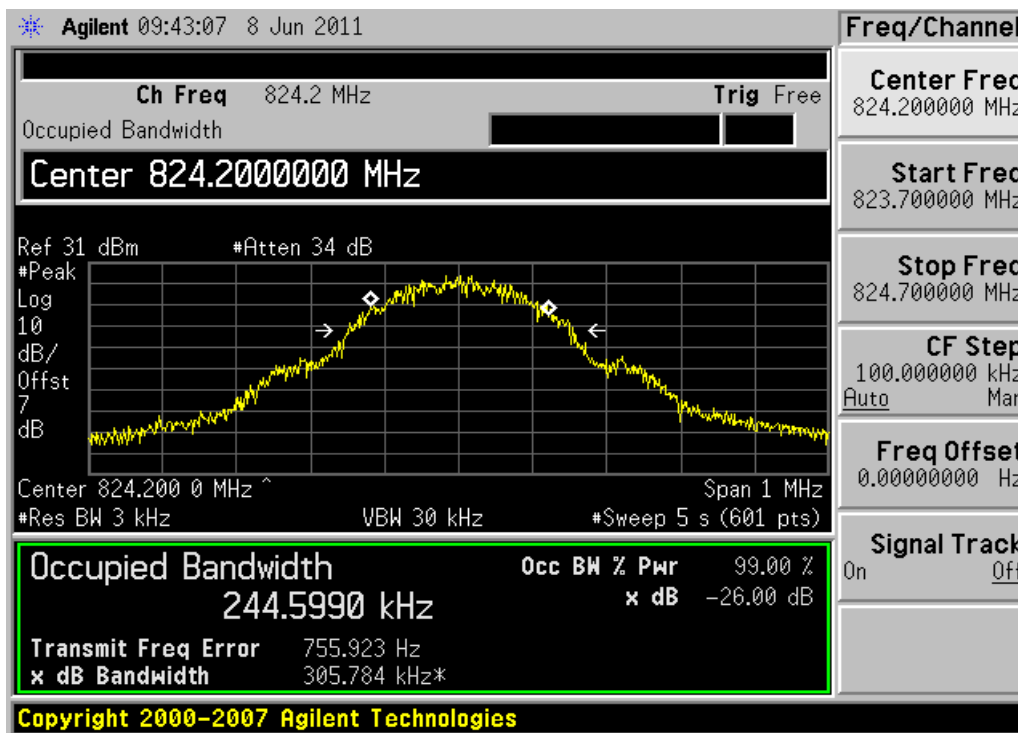 Agilent 09:43:07 8 Jun 2011
Freq/Channel
Ch Freq 824.2 MHz
Trig Free
Occupied Bandwidth
Center 824.2000000 MHz
Ref 31 dBm
#Atten 34 dB
#Peak
Log
10
dB/
Offst
7
dB
Center 824.200 0 MHz ^
Span 1 MHz
#Res BW 3 kHz
VBW 30 kHz
#Sweep 5 s (601 pts)
Occupied Bandwidth
244.5990 kHz
Occ BW % Pwr 99.00 %
x dB -26.00 dB
Transmit Freq Error 755.923 Hz
x dB Bandwidth 305.784 kHz*
Copyright 2000-2007 Agilent Technologies
Center Freq
824.200000 MHz
Start Freq
823.700000 MHz
Stop Freq
824.700000 MHz
CF Step
100.000000 kHz
Auto Man
Freq Offset
0.00000000 Hz
Signal Track
On Off